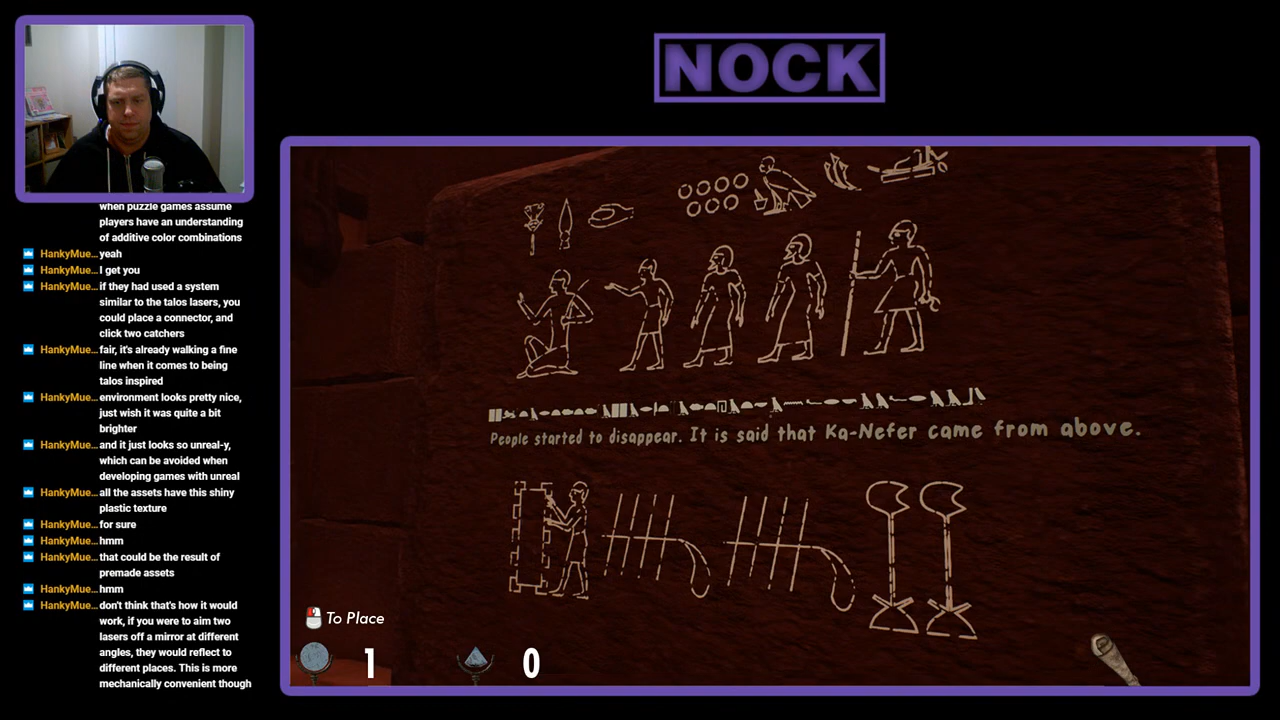 NOCK
when puzzle games assume
players have an understanding
of additive color combinations
HankyMue... yeah
HankyMue... I get you
HankyMue... if they had used a system
similar to the talos lasers, you
could place a connector, and
click two catchers
HankyMue... fair, it's already walking a fine
line when it comes to being
talos inspired
HankyMue... environment looks pretty nice,
just wish it was quite a bit
brighter
HankyMue... and it just looks so unreal-y,
which can be avoided when
developing games with unreal
HankyMue... all the assets have this shiny
plastic texture
HankyMue... for sure
HankyMue... hmm
HankyMue... that could be the result of
premade assets
HankyMue... hmm
HankyMue... don't think that's how it would
work, if you were to aim two
lasers off a mirror at different
angles, they would reflect to
different places. This is more
mechanically convenient though
People started to disappear. It is said that Ka-Nefer came from above.
To Place
1 0